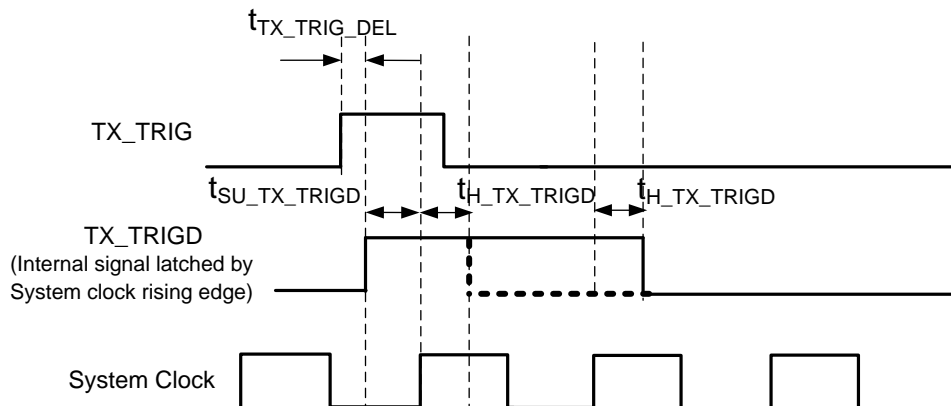 tTX_TRIG_DEL
TX_TRIG
tSU_TX_TRIGD
tH_TX_TRIGD
tH_TX_TRIGD
TX_TRIGD
(Internal signal latched by
System clock rising edge)
System Clock